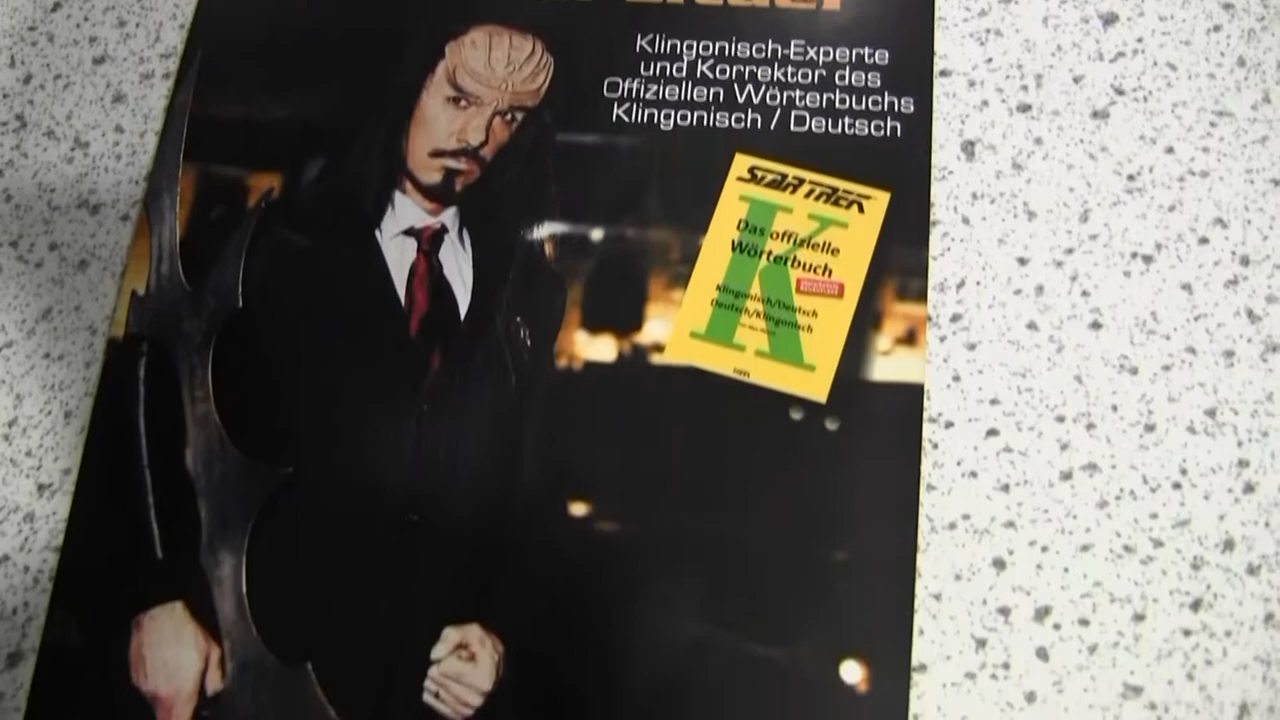 Klingonisch-Experte
und Korrektor des
Offiziellen Wörterbuchs
Klingonisch / Deutsch
STAR TREK
K
Das offizielle
Wörterbuch
Klingonisch/Deutsch
Deutsch/Klingonisch